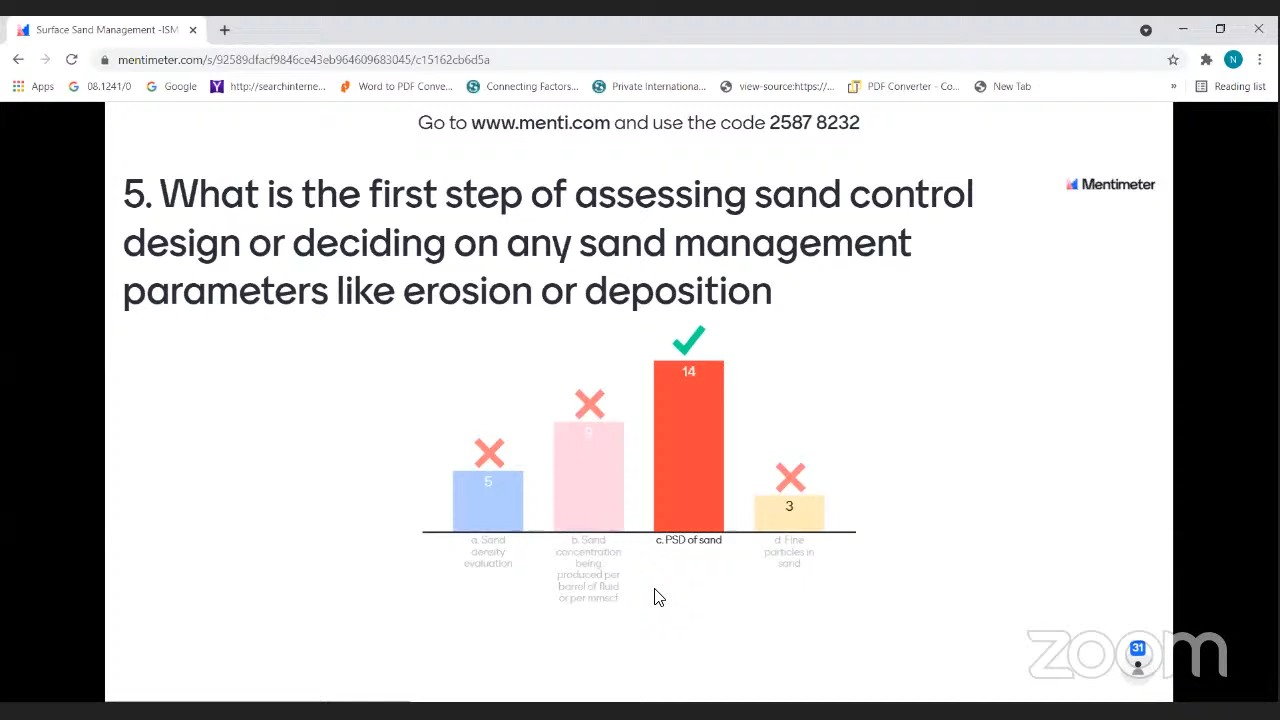 Surface Sand Management -ISM
mentimeter.com/s/92589dfacf9846ce43eb964609683045/c15162cb6d5a
N
Apps
08.1241/0
Google
http://searchinterne...
Word to PDF Conve...
Connecting Factors...
Private Internationa...
view-source:https://...
PDF Converter - Co...
New Tab
»
Reading list
Go to www.menti.com and use the code 2587 8232
Mentimeter
5. What is the first step of assessing sand control
design or deciding on any sand management
parameters like erosion or deposition
5
9
14
3
a. Sand
density
evaluation
b. Sand
concentration
being
produced per
barrel of fluid
or per mmscf
c. PSD of sand
d. Fine
particles in
sand
zoom
31